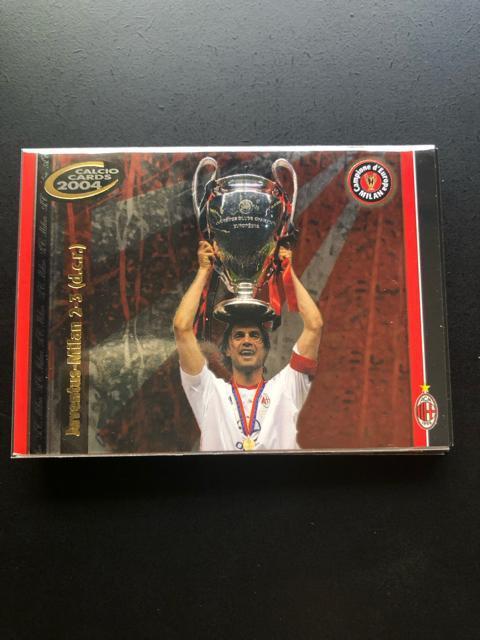 CALCIO
CARDS
2004
Campione d'Europa
MILAN
Juventus-Milan 2-3 (d.c.r.)